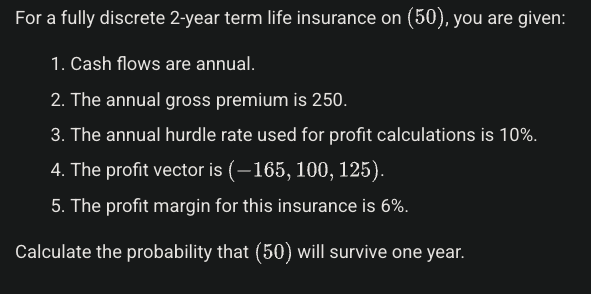 For a fully discrete 2-year term life insurance on (50), you are given:
1. Cash flows are annual.
2. The annual gross premium is 250.
3. The annual hurdle rate used for profit calculations is 10%.
4. The profit vector is (−165, 100, 125).
5. The profit margin for this insurance is 6%.
Calculate the probability that (50) will survive one year.